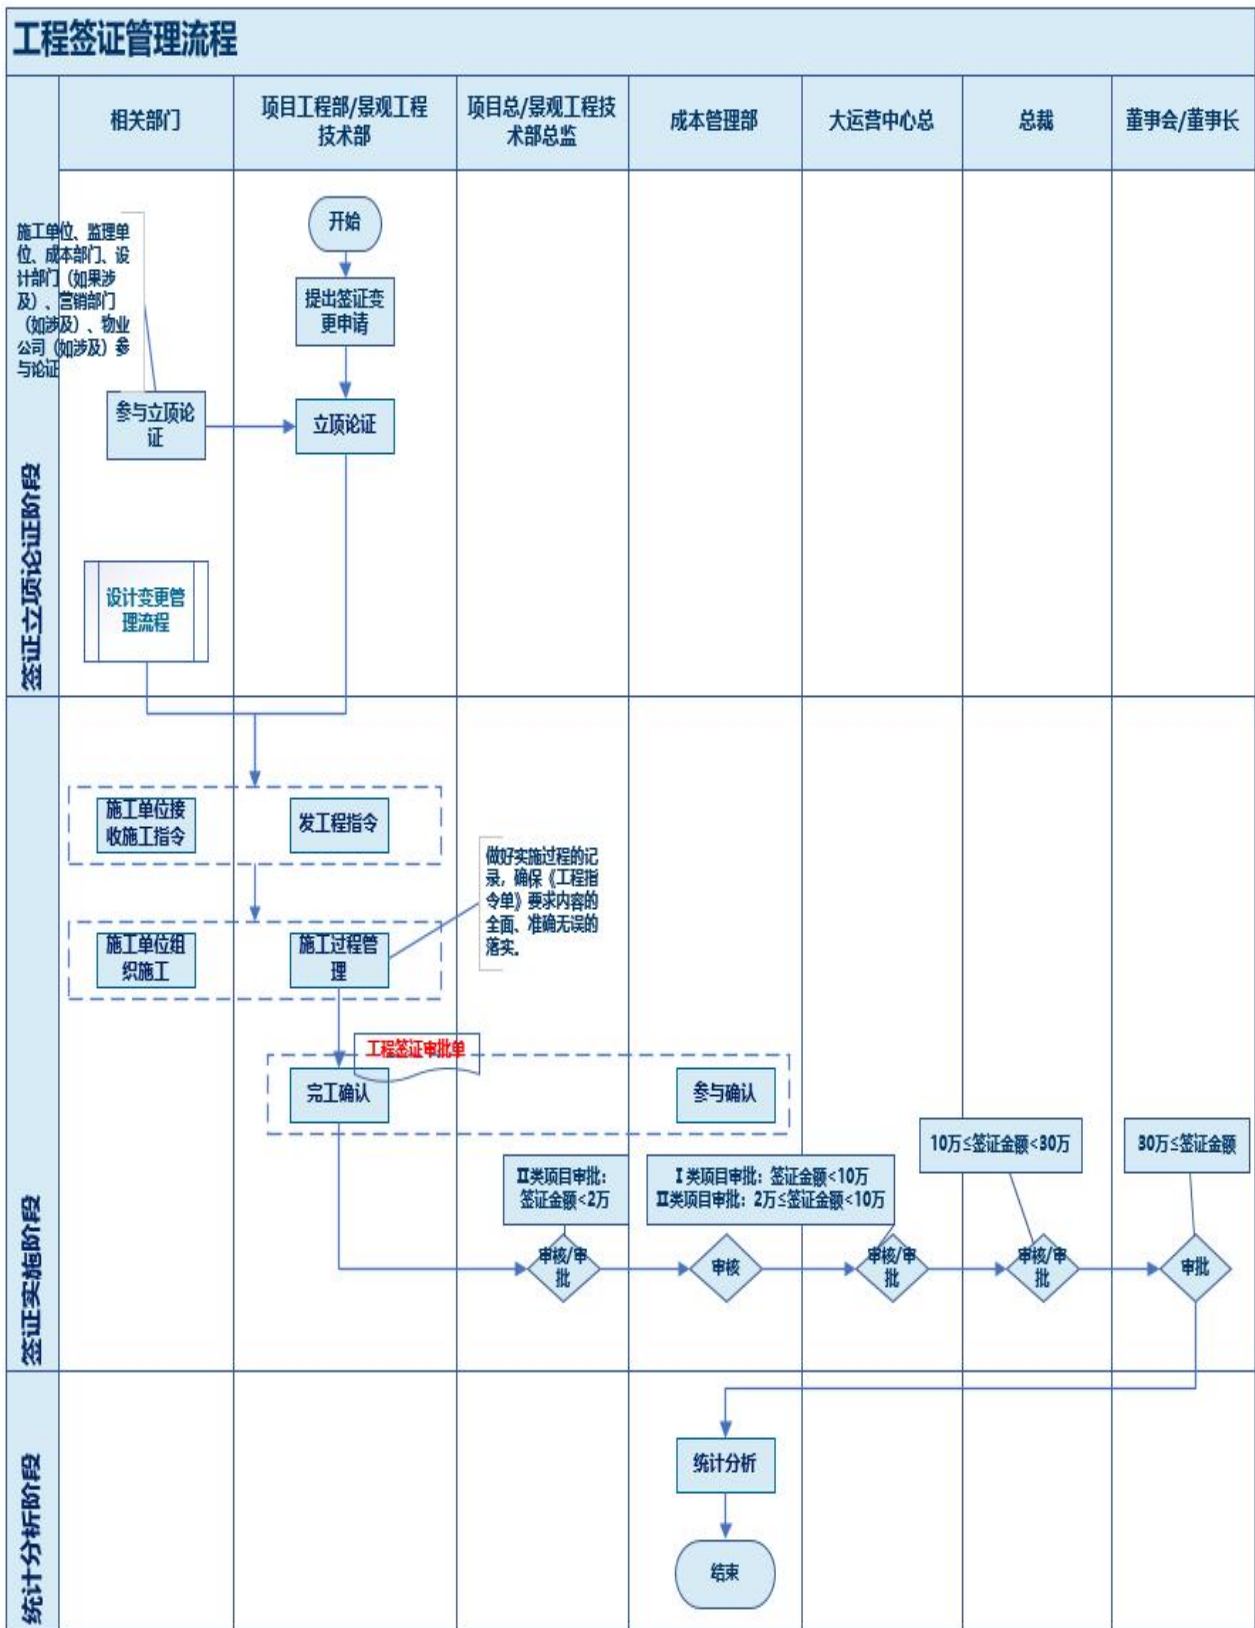 工程签证管理流程
相关部门
项目工程部/景观工程
技术部
项目总/景观工程技
术部总监
成本管理部
大运营中心总
总裁
董事会/董事长
签证立项论证阶段
施工单位、监理单
位、成本部门、设
计部门（如果涉
及）、营销部门
（如涉及）、物业
公司（如涉及）参
与论证
开始
提出签证变
更申请
参与立项论
证
立项论证
设计变更管
理流程
签证实施阶段
施工单位接
收施工指令
发工程指令
做好实施过程的记
录，确保《工程指
令单》要求内容的
全面、准确无误的
落实。
施工单位组
织施工
施工过程管
理
工程签证审批单
完工确认
参与确认
II类项目审批：
签证金额<2万
I类项目审批：签证金额<10万
II类项目审批：2万≤签证金额<10万
10万≤签证金额<30万
30万≤签证金额
审核/审
批
审核
审核/审
批
审核/审
批
审批
统计分析阶段
统计分析
结束